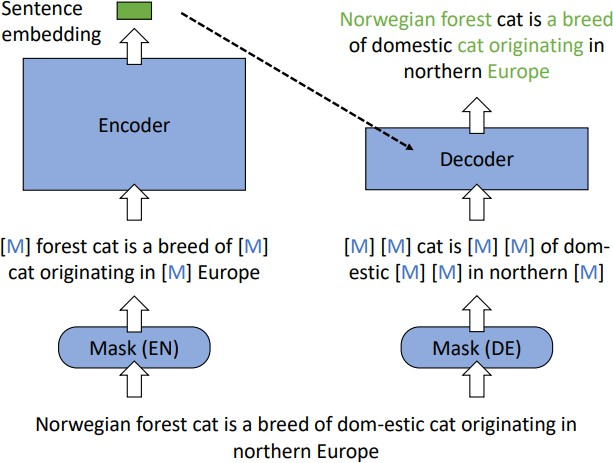 Sentence
embedding
Norwegian forest cat is a breed
of domestic cat originating in
northern Europe
Encoder
Decoder
[M] forest cat is a breed of [M]
cat originating in [M] Europe
[M] [M] cat is [M] [M] of dom-
estic [M] [M] in northern [M]
Mask (EN)
Mask (DE)
Norwegian forest cat is a breed of dom-estic cat originating in
northern Europe